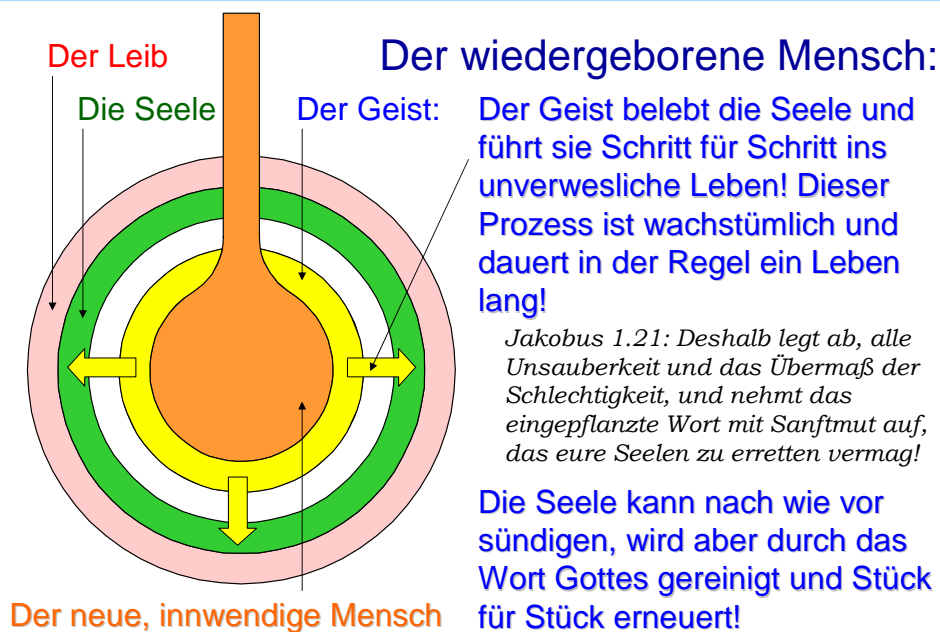 Der wiedergeborene Mensch:
Der Leib
Die Seele
Der Geist:
Der Geist belebt die Seele und
führt sie Schritt für Schritt ins
unverwesliche Leben! Dieser
Prozess ist wachstümlich und
dauert in der Regel ein Leben
lang!
Jakobus 1.21: Deshalb legt ab, alle
Unsauberkeit und das Übermaß der
Schlechtigkeit, und nehmt das
eingepflanzte Wort mit Sanftmut auf,
das eure Seelen zu erretten vermag!
Die Seele kann nach wie vor
sündigen, wird aber durch das
Wort Gottes gereinigt und Stück
für Stück erneuert!
Der neue, innwendige Mensch